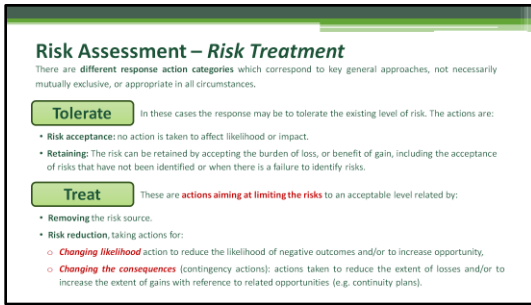 Risk Assessment – Risk Treatment
There are different response action categories which correspond to key general approaches, not necessarily
mutually exclusive, or appropriate in all circumstances.
Tolerate In these cases the response may be to tolerate the existing level of risk. The actions are:
• Risk acceptance: no action is taken to affect likelihood or impact.
• Retaining: The risk can be retained by accepting the burden of loss, or benefit of gain, including the acceptance
of risks that have not been identified or when there is a failure to identify risks.
Treat These are actions aiming at limiting the risks to an acceptable level related by:
• Removing the risk source.
• Risk reduction, taking actions for:
o Changing likelihood action to reduce the likelihood of negative outcomes and/or to increase opportunity,
o Changing the consequences (contingency actions): actions taken to reduce the extent of losses and/or to
increase the extent of gains with reference to related opportunities (e.g. continuity plans).